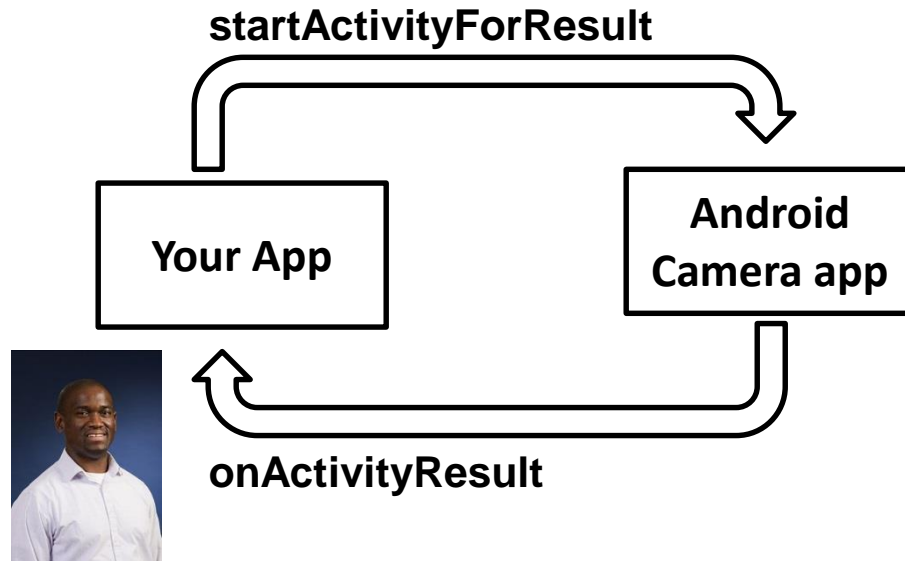 startActivityForResult
Your App
Android
Camera app
onActivityResult